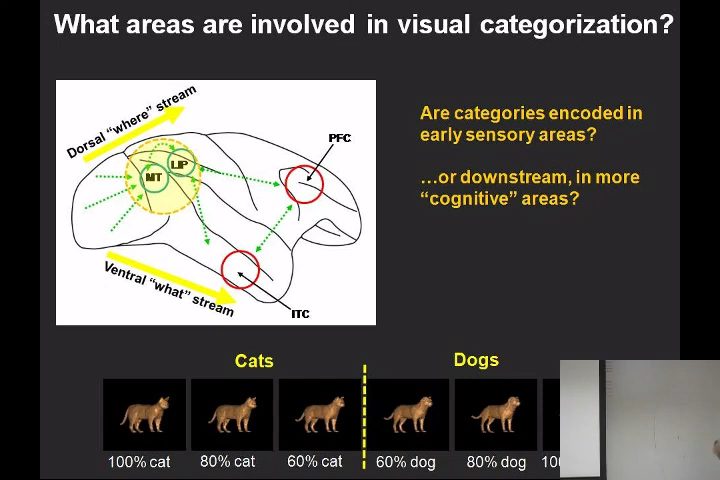 What areas are involved in visual categorization?
Dorsal "where" stream
PFC
LIP
MT
Ventral "what" stream
ITC
Are categories encoded in
early sensory areas?
…or downstream, in more
"cognitive" areas?
Cats
Dogs
100% cat
80% cat
60% cat
60% dog
80% dog